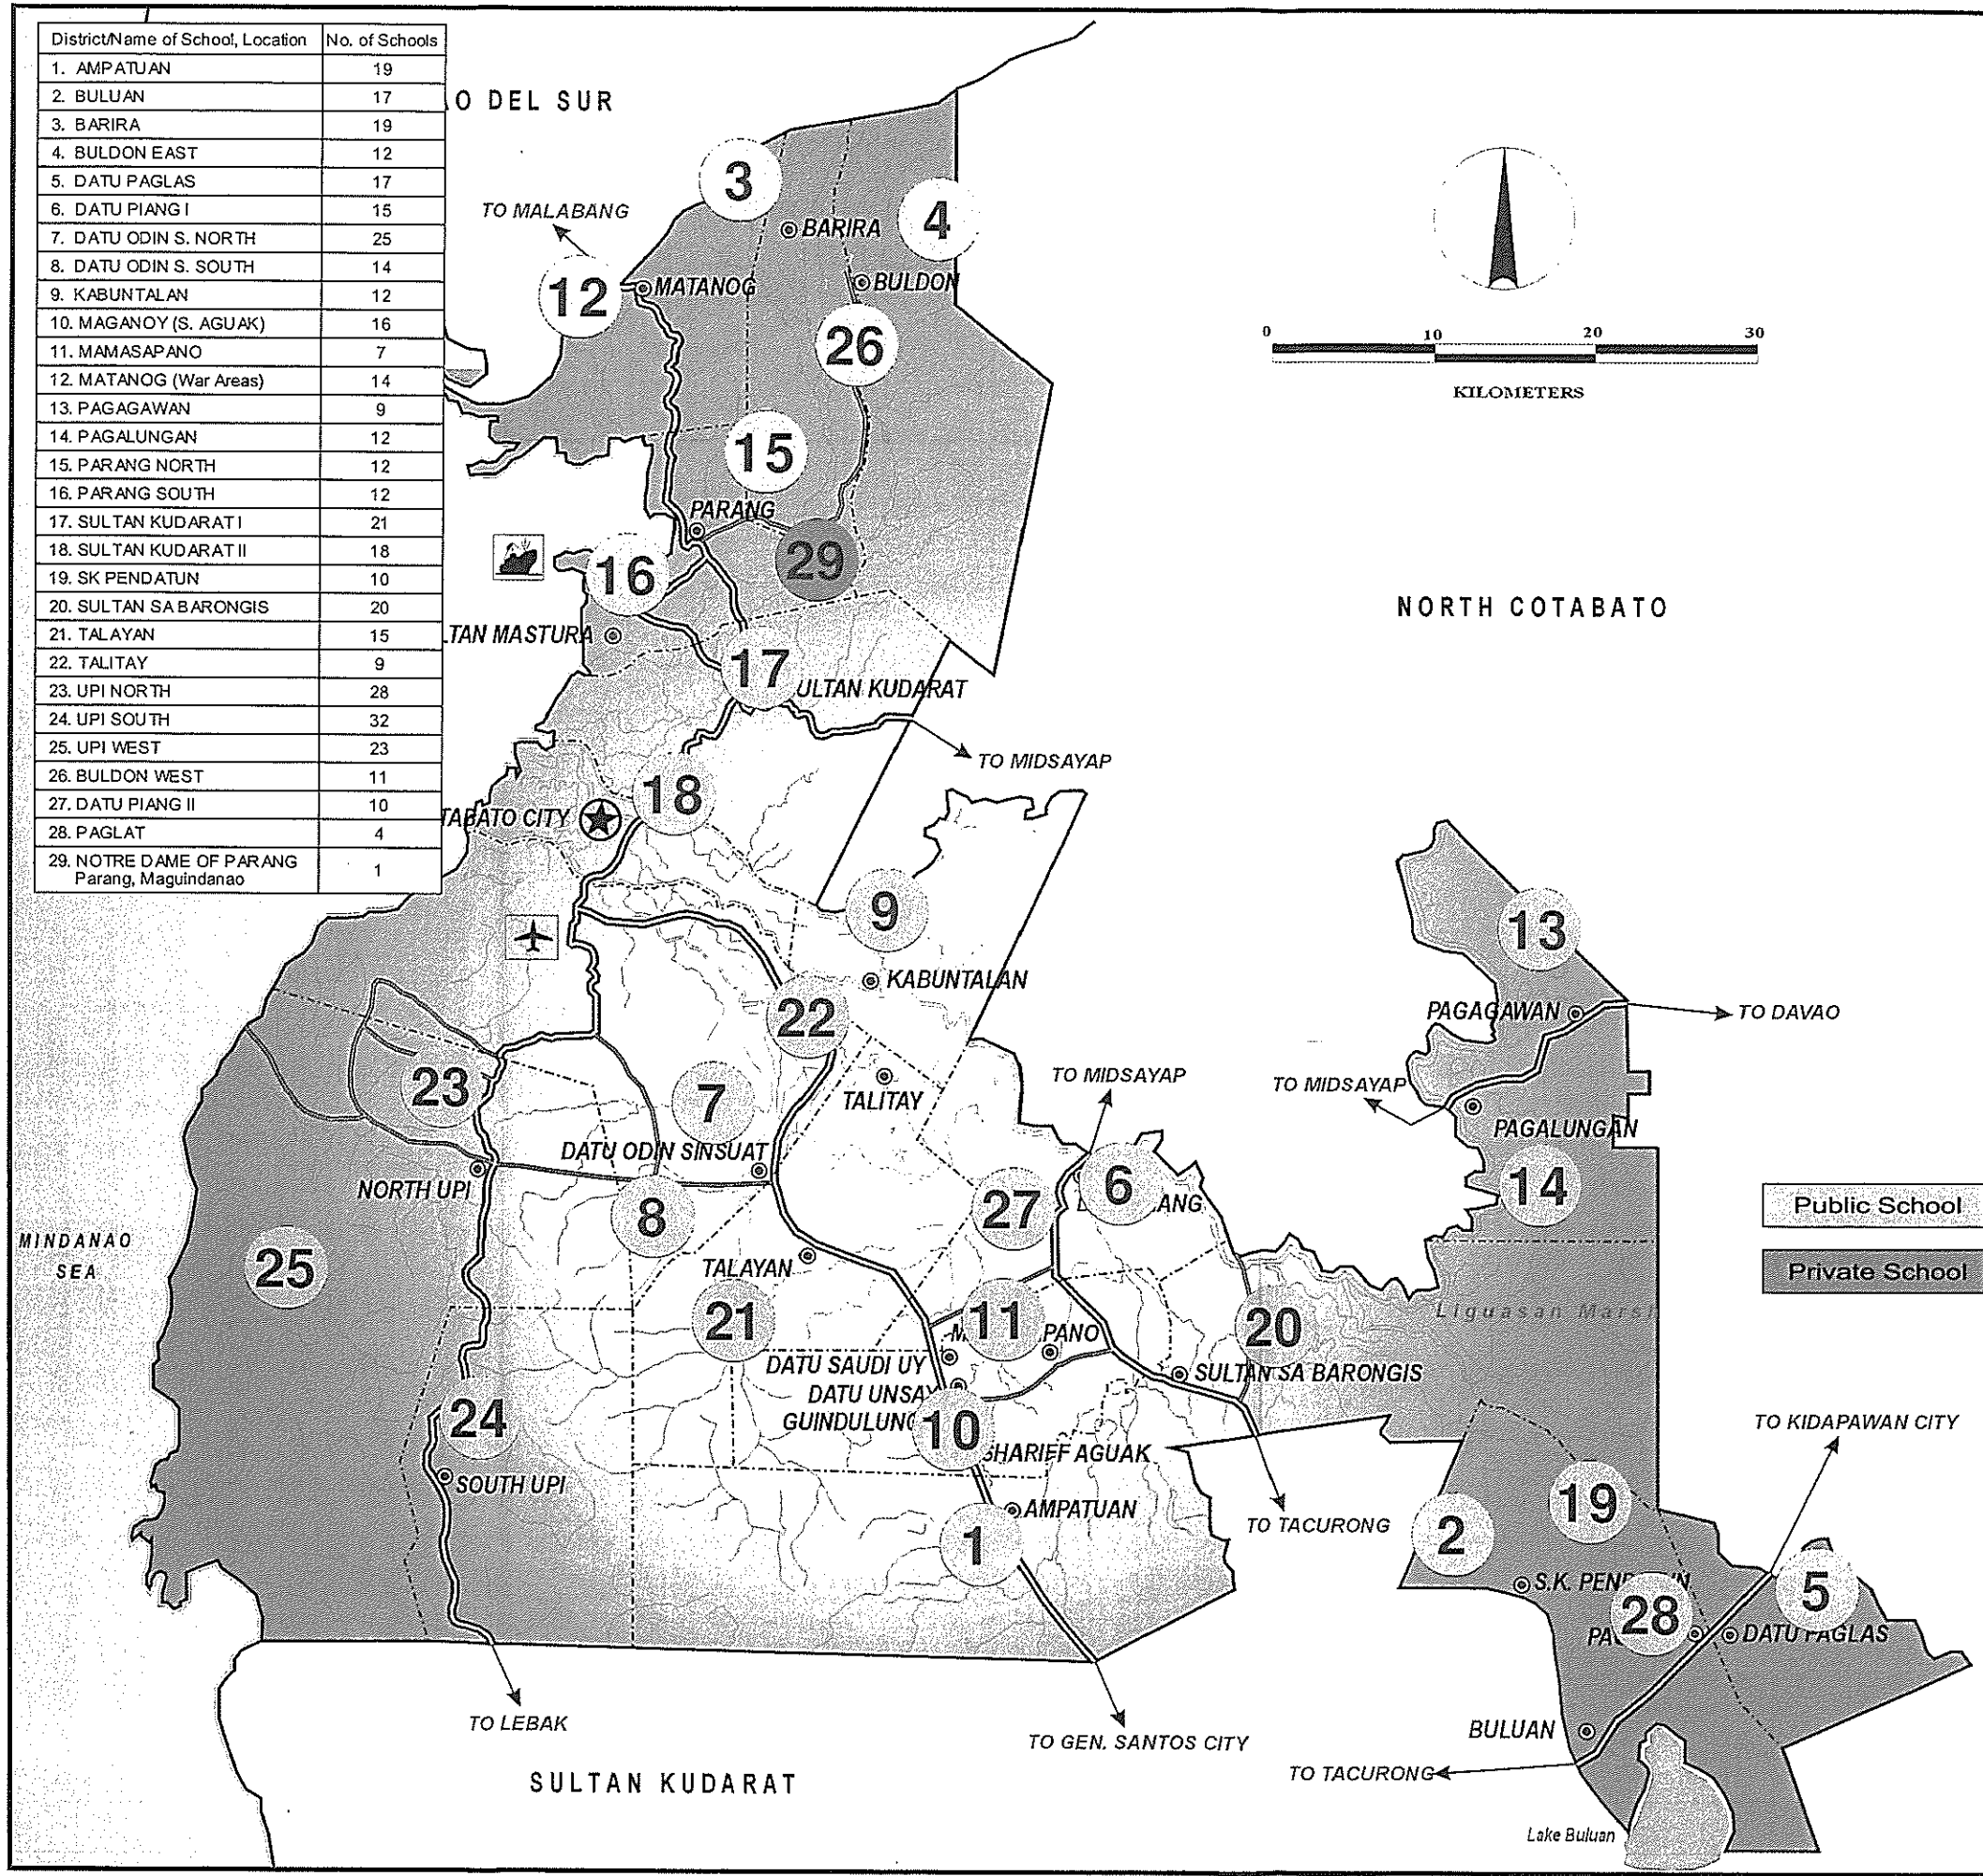 District/Name of School, Location No. of Schools
1. AMPATUAN 19
2. BULUAN 17
3. BARIRA 19
4. BULDON EAST 12
5. DATU PAGLAS 17
6. DATU PIANG I 15
7. DATU ODIN S. NORTH 25
8. DATU ODIN S. SOUTH 14
9. KABUNTALAN 12
10. MAGANOY (S. AGUAK) 16
11. MAMASAPANO 7
12. MATANOG (War Areas) 14
13. PAGAGAWAN 9
14. PAGALUNGAN 12
15. PARANG NORTH 12
16. PARANG SOUTH 12
17. SULTAN KUDARAT I 21
18. SULTAN KUDARAT II 18
19. SK PENDATUN 10
20. SULTAN SA BARONGIS 20
21. TALAYAN 15
22. TALITAY 9
23. UPI NORTH 28
24. UPI SOUTH 32
25. UPI WEST 23
26. BULDON WEST 11
27. DATU PIANG II 10
28. PAGLAT 4
29. NOTRE DAME OF PARANG 1
Parang, Maguindanao
O DEL SUR
3
4
TO MALABANG
BARIRA
12
MATANOG
BULDON
26
0 10 20 30
KILOMETERS
15
PARANG
29
16
NORTH COTABATO
LTAN MASTURA
17
ULTAN KUDARAT
TO MIDSAYAP
18
TABATO CITY
9
13
KABUNTALAN
PAGAGAWAN
TO DAVAO
22
23
7
TALITAY
TO MIDSAYAP
TO MIDSAYAP
PAGALUNGAN
DATU ODIN SINSUAT
NORTH UPI
8
27
6
ANG
14
Public School
MINDANAO
SEA
25
TALAYAN
Private School
21
11
M PANO
20
Liguasan Marsh
DATU SAUDI UY
DATU UNSAY
SULTAN SA BARONGIS
24
GUINDULUNG
10
SHARIEFF AGUAK
TO KIDAPAWAN CITY
SOUTH UPI
AMPATUAN
1
TO TACURONG
2
19
S.K. PEN N
5
28
PA
DATU PAGLAS
TO LEBAK
TO GEN. SANTOS CITY
BULUAN
TO TACURONG
SULTAN KUDARAT
Lake Buluan